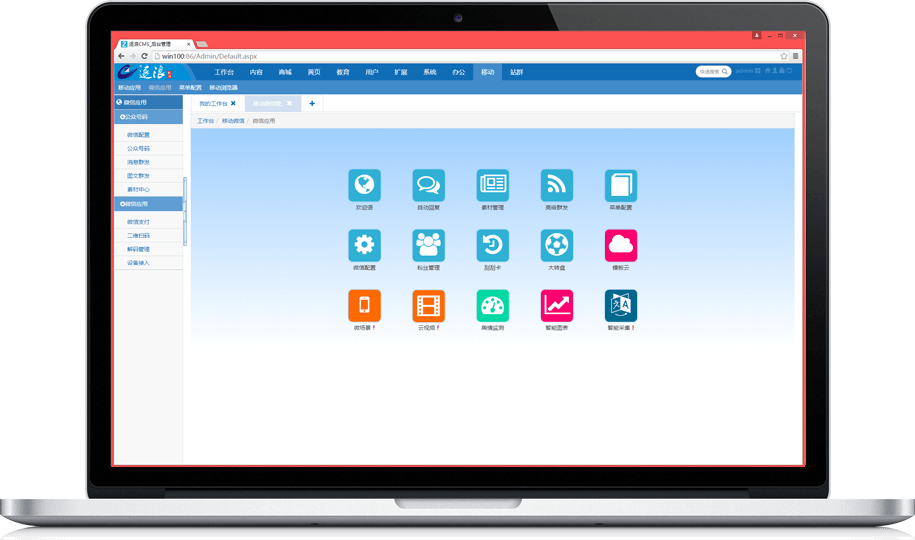 逐浪CMS_后台管理
win100:86/Admin/Default.aspx
逐浪 工作台 内容 商城 黄页 教育 用户 扩展 系统 办公 移动 站群 快速搜索 admin
移动应用 微信应用 菜单配置 移动浏览器
微信应用 我的工作台
公众号码 工作台 / 移动微信 / 微信应用
微信配置
公众号码
消息群发
图文群发
素材中心
微信应用
微信支付
二维扫码
解码管理
设备接入
欢迎语 自动回复 素材管理 高级群发 菜单配置
微信配置 粉丝管理 刮刮卡 大转盘 模板云
微场景! 云视频! 舆情监测 智能图表 智能采集!